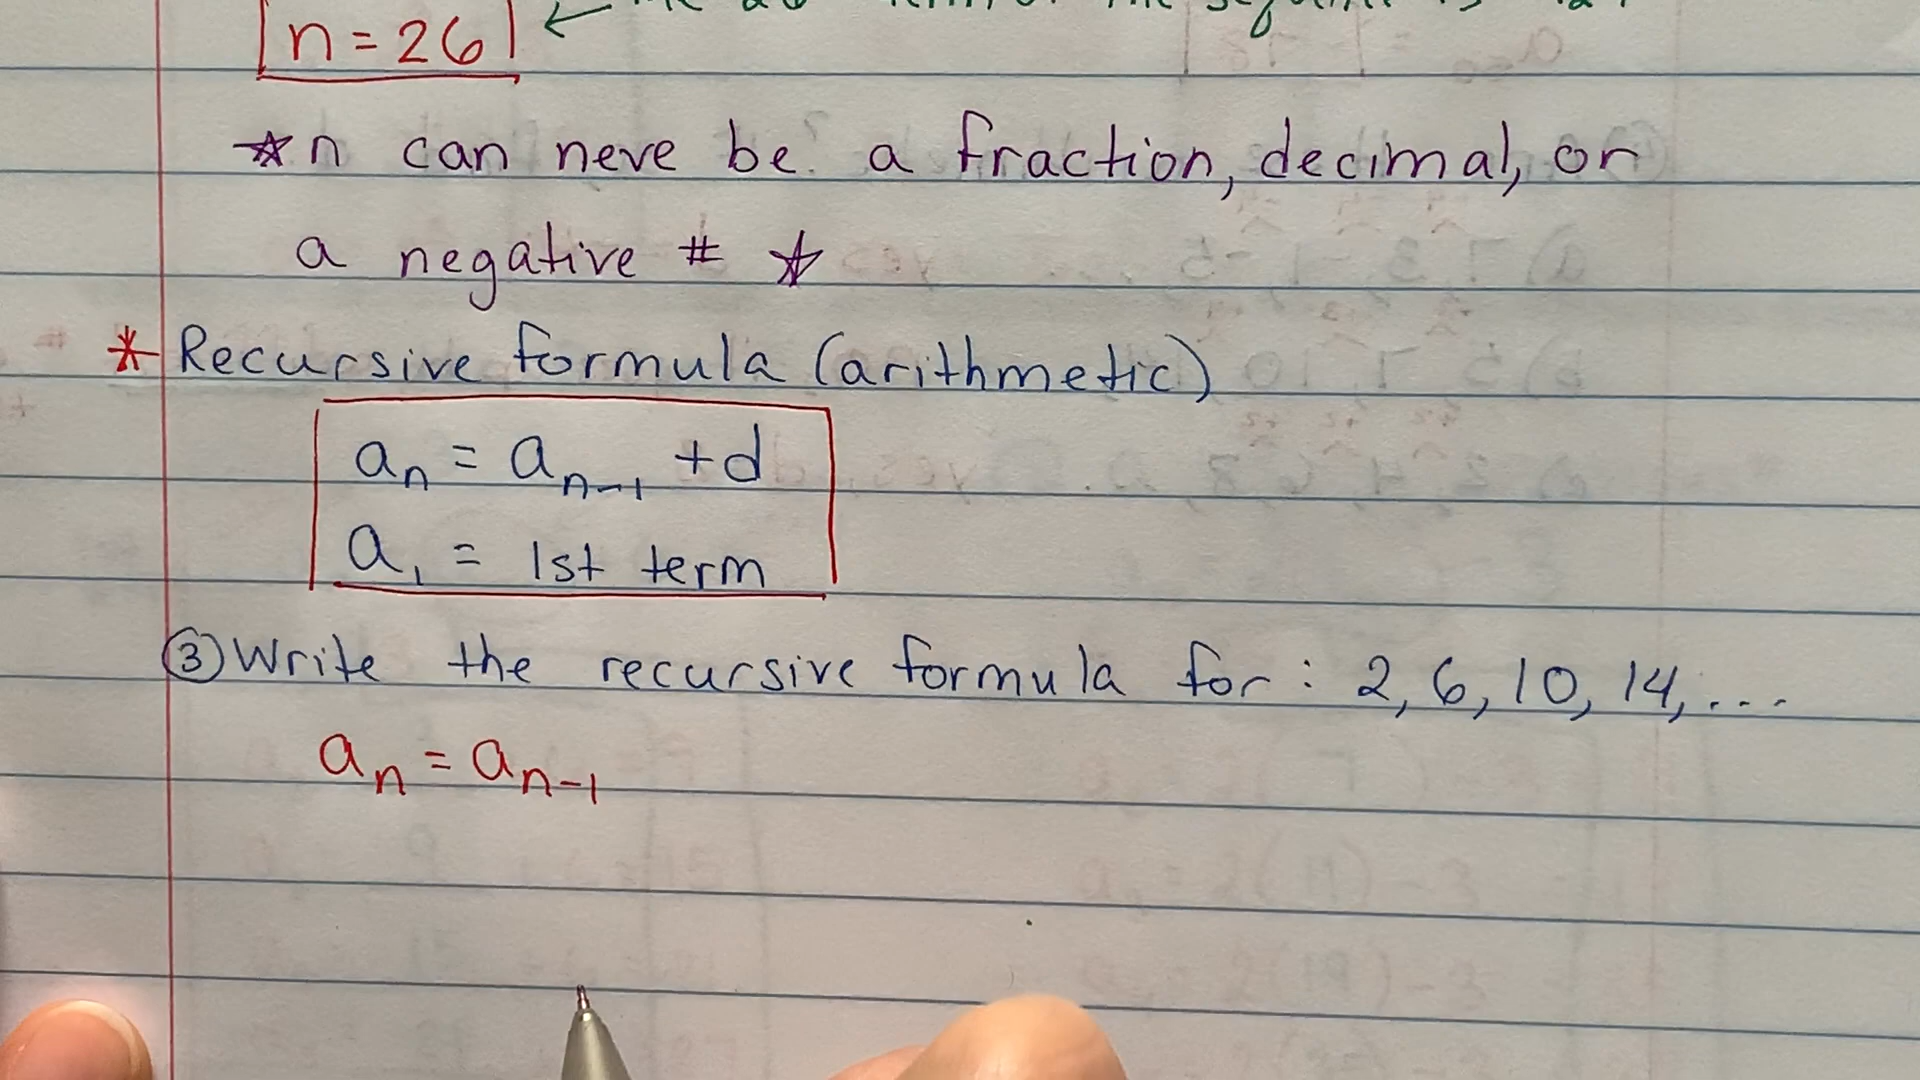 n = 26 ←
☆ n can neve be a fraction, decimal, or
a negative # ☆
* Recursive formula (arithmetic)
aₙ = aₙ₋₁ + d
a₁ = 1st term
③ Write the recursive formula for: 2, 6, 10, 14, ...
aₙ = aₙ₋₁